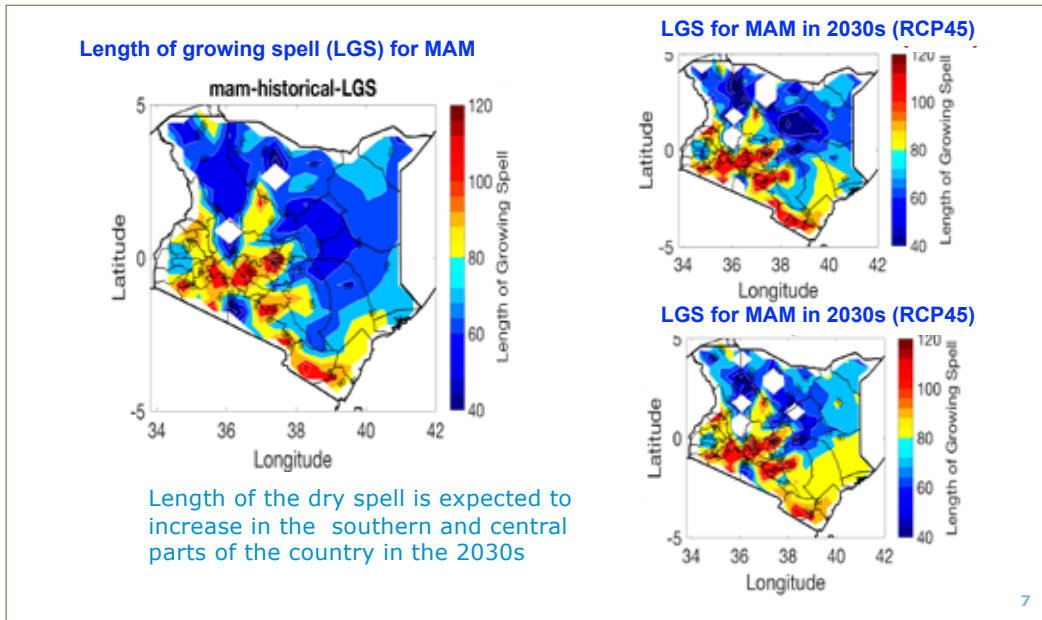 Length of growing spell (LGS) for MAM
mam-historical-LGS
5
0
-5
34
36
38
40
42
Latitude
Longitude
120
100
80
60
40
Length of Growing Spell
Length of the dry spell is expected to
increase in the southern and central
parts of the country in the 2030s
LGS for MAM in 2030s (RCP45)
5
0
-5
34
36
38
40
42
Latitude
Longitude
120
100
80
60
40
Length of Growing Spell
LGS for MAM in 2030s (RCP45)
5
0
-5
34
36
38
40
42
Latitude
Longitude
120
100
80
60
40
Length of Growing Spell
7